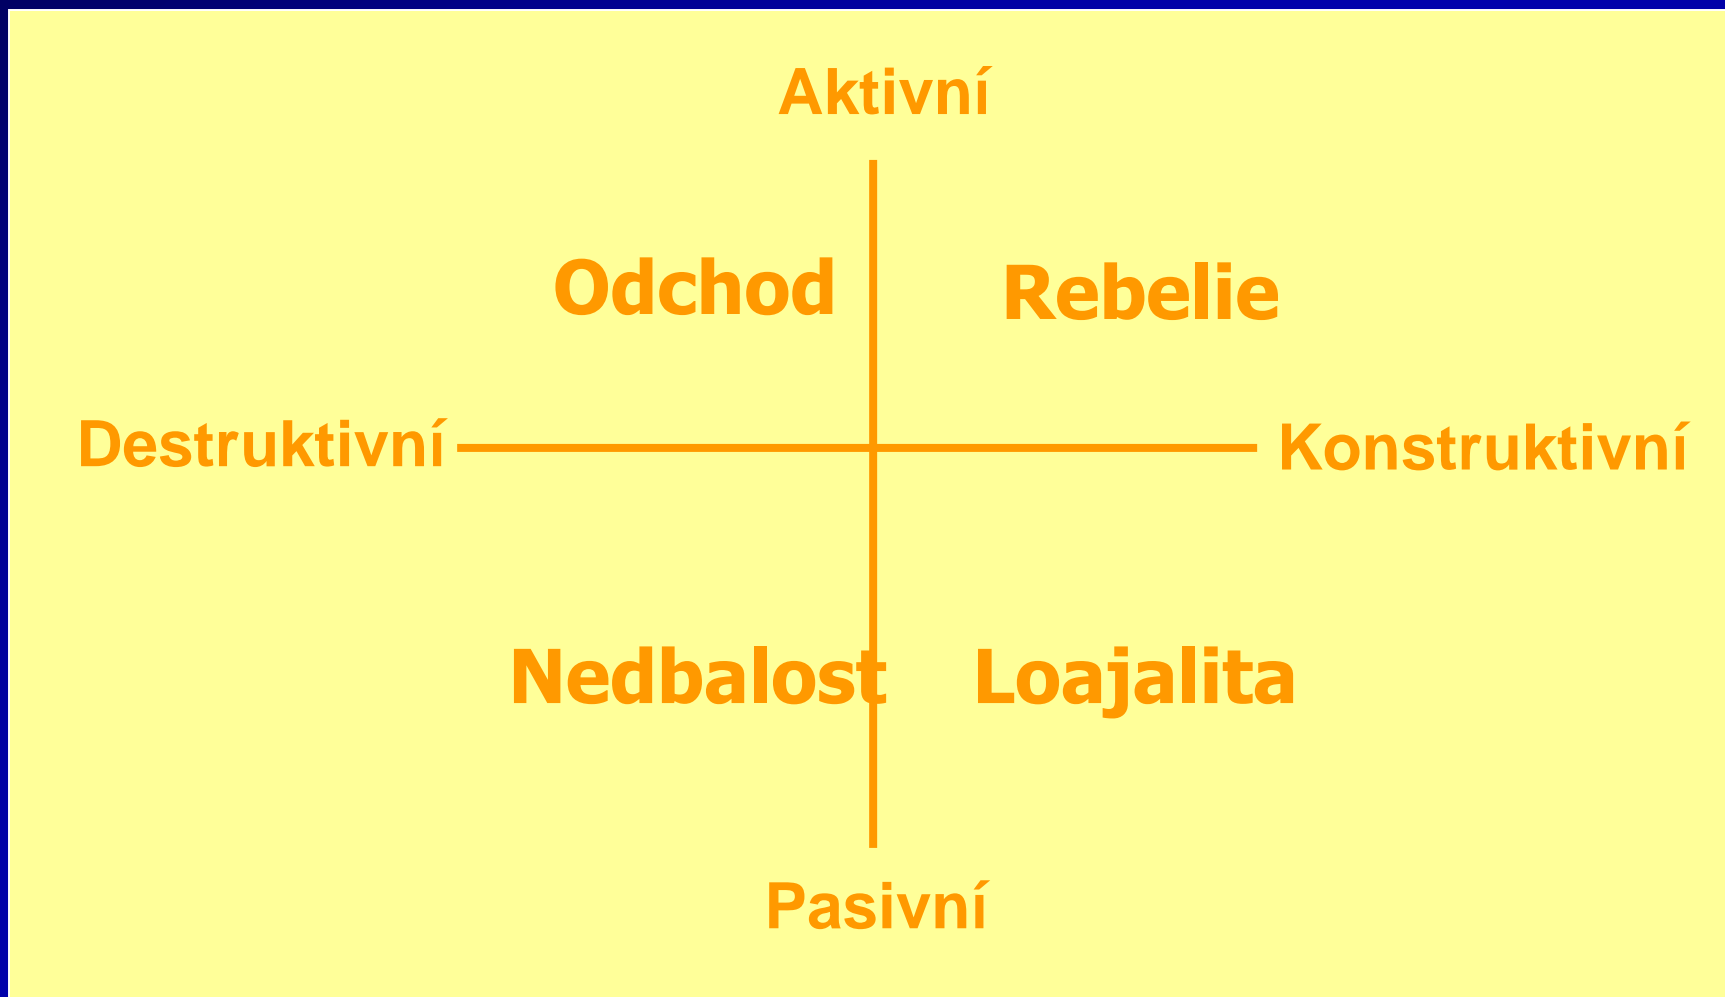 Aktivní
Odchod Rebelie
Destruktivní Konstruktivní
Nedbalost Loajalita
Pasivní